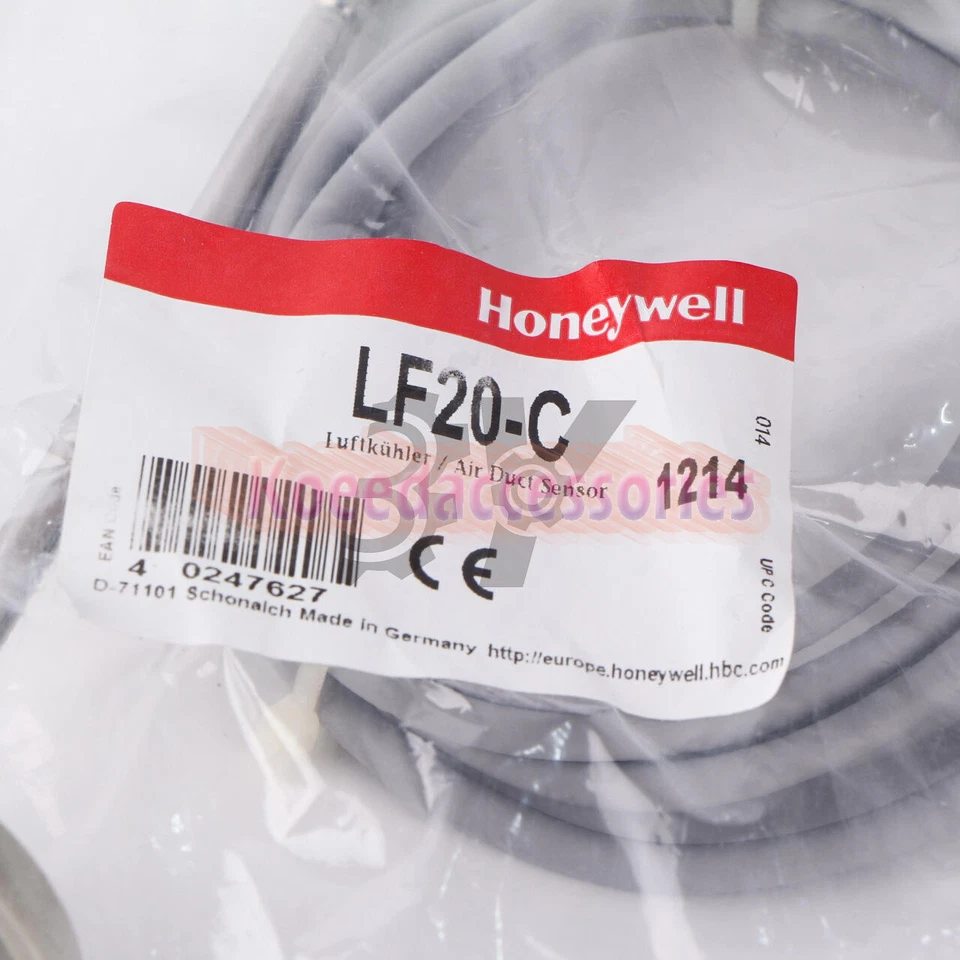 Honeywell
LF20-C
Luftkühler / Air Duct Sensor
1214
014
Koeedaccessories
EAN Code
4 0247627
UPC Code
D-71101 Schonaich Made in Germany http://europe.honeywell.hbc.com
CE